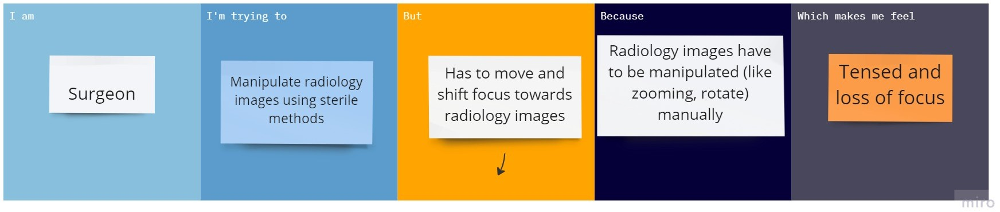 I am
Surgeon
I'm trying to
Manipulate radiology
images using sterile
methods
But
Has to move and
shift focus towards
radiology images
Because
Radiology images have
to be manipulated (like
zooming, rotate)
manually
Which makes me feel
Tensed and
loss of focus
miro